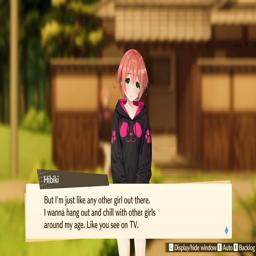 Hibiki
But I'm just like any other girl out there.
I wanna hang out and chill with other girls
around my age. Like you see on TV.
L Display/hide window Y Auto X Backlog